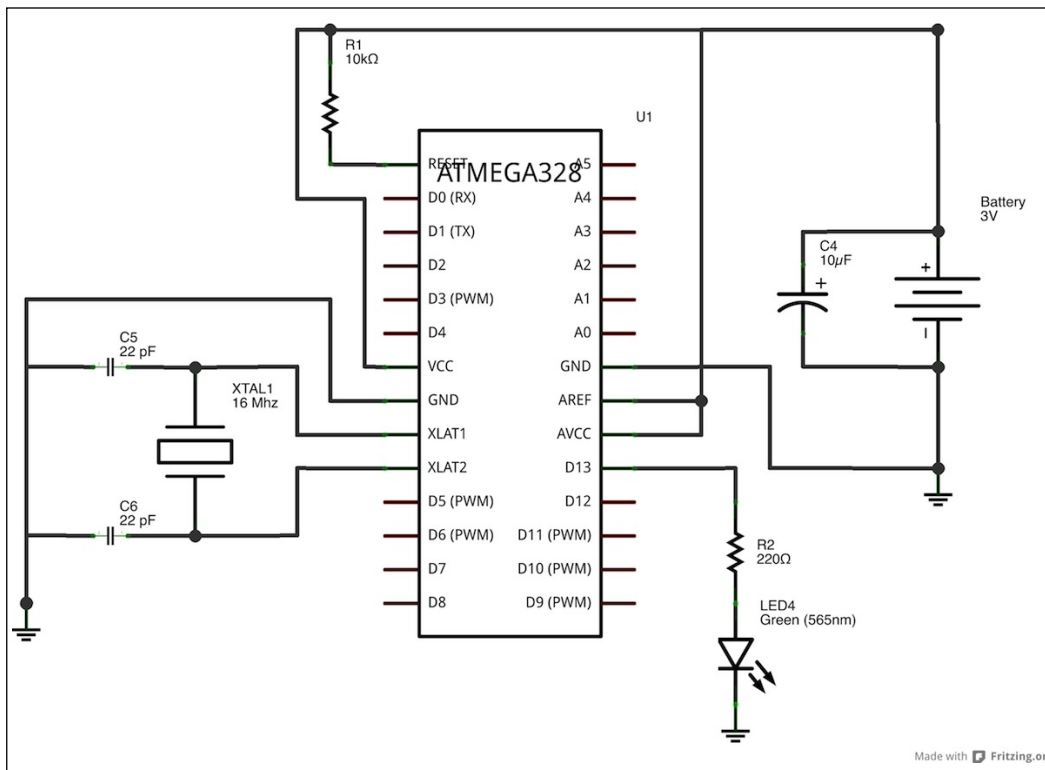 R1
10kΩ
U1
ATMEGA328
RESET
A5
D0 (RX)
A4
D1 (TX)
A3
D2
A2
D3 (PWM)
A1
D4
A0
VCC
GND
GND
AREF
XLAT1
AVCC
XLAT2
D13
D5 (PWM)
D12
D6 (PWM)
D11 (PWM)
D7
D10 (PWM)
D8
D9 (PWM)
Battery
3V
C4
10µF
+
+
C5
22 pF
XTAL1
16 Mhz
C6
22 pF
R2
220Ω
LED4
Green (565nm)
Made with Fritzing.or